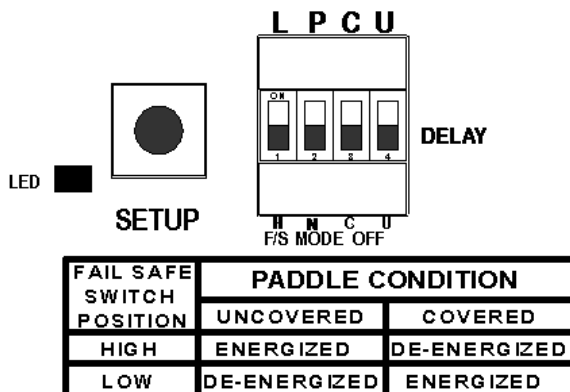 L P C U
ON
1 2 3 4
DELAY
LED
SETUP
H N C U
F/S MODE OFF
FAIL SAFE SWITCH POSITION
PADDLE CONDITION
UNCOVERED COVERED
HIGH ENERGIZED DE-ENERGIZED
LOW DE-ENERGIZED ENERGIZED